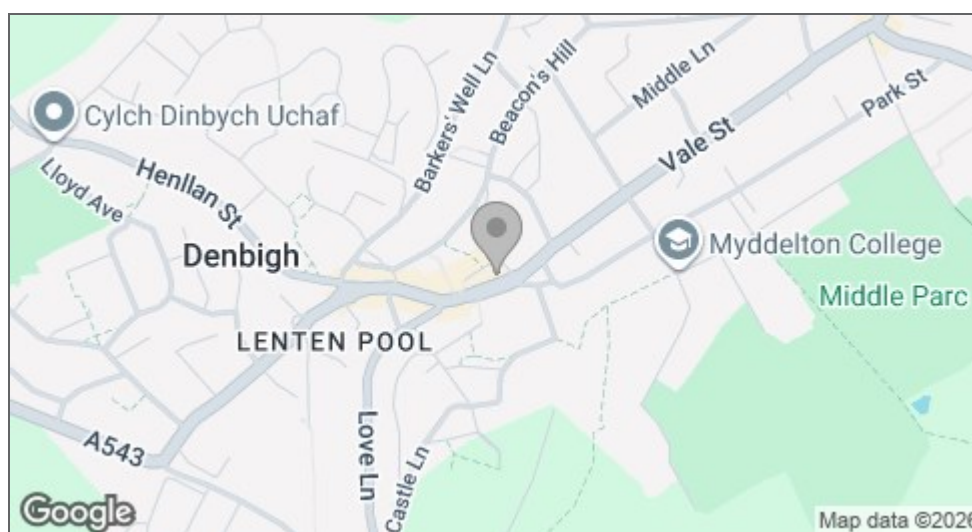 Cylch Dinbych Uchaf
Lloyd Ave
Henllan St
Barkers' Well Ln
Beacon's Hill
Middle Ln
Park St
Vale St
Denbigh
Myddelton College
Middle Parc
LENTEN POOL
A543
Love Ln
Castle Ln
Google
Map data ©2026